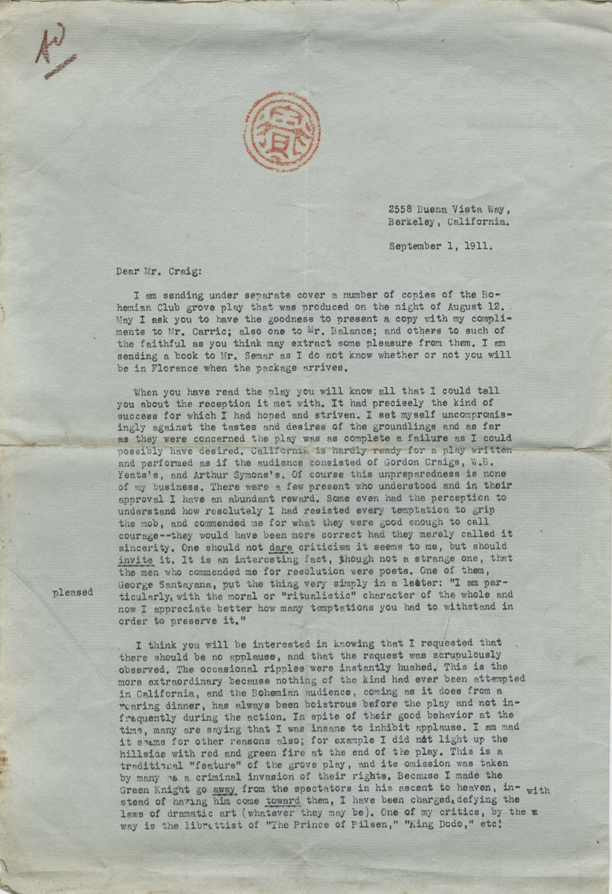 2558 Buena Vista Way,
Berkeley, California.
September 1, 1911.
Dear Mr. Craig:
I am sending under separate cover a number of copies of the Bo-
hemian Club grove play that was produced on the night of August 12.
May I ask you to have the goodness to present a copy with my compli-
ments to Mr. Carric; also one to Mr. Balance; and others to such of
the faithful as you think may extract some pleasure from them. I am
sending a book to Mr. Semar as I do not know whether or not you will
be in Florence when the package arrives.
When you have read the play you will know all that I could tell
you about the reception it met with. It had precisely the kind of
success for which I had hoped and striven. I set myself uncompromis-
ingly against the tastes and desires of the groundlings and as far
as they were concerned the play was as complete a failure as I could
possibly have desired. California is hardly ready for a play written
and performed as if the audience consisted of Gordon Craigs, W.B.
Yeats's, and Arthur Symons's. Of course this unpreparedness is none
of my business. There were a few present who understood and in their
approval I have an abundant reward. Some even had the perception to
understand how resolutely I had resisted every temptation to grip
the mob, and commended me for what they were good enough to call
courage--they would have been more correct had they merely called it
sincerity. One should not dare criticism it seems to me, but should
invite it. It is an interesting fact, though not a strange one, that
the men who commended me for resolution were poets. One of them,
George Santayana, put the thing very simply in a letter: "I am par-
pleased
ticularly, with the moral or "ritualistic" character of the whole and
now I appreciate better how many temptations you had to withstand in
order to preserve it."
I think you will be interested in knowing that I requested that
there should be no applause, and that the request was scrupulously
observed. The occasional ripples were instantly hushed. This is the
more extraordinary because nothing of the kind had ever been attempted
in California, and the Bohemian audience, coming as it does from a
roaring dinner, has always been boistrous before the play and not in-
frequently during the action. In spite of their good behavior at the
time, many are saying that I was insane to inhibit applause. I am mad
it seems for other reasons also; for example I did not light up the
hillside with red and green fire at the end of the play. This is a
traditional "feature" of the grove play, and its omission was taken
by many as a criminal invasion of their rights. Because I made the
Green Knight go away from the spectators in his ascent to heaven, in-
with
stead of having him come toward them, I have been charged, defying the
laws of dramatic art (whatever they may be). One of my critics, by the w
way is the librettist of "The Prince of Pilsen," "King Dodo," etc!